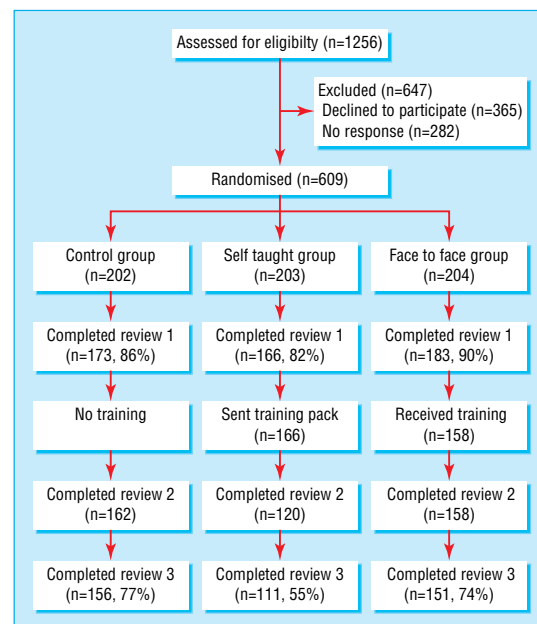 Assessed for eligibilty (n=1256)
Excluded (n=647)
Declined to participate (n=365)
No response (n=282)
Randomised (n=609)
Control group
(n=202)
Self taught group
(n=203)
Face to face group
(n=204)
Completed review 1
(n=173, 86%)
Completed review 1
(n=166, 82%)
Completed review 1
(n=183, 90%)
No training
Sent training pack
(n=166)
Received training
(n=158)
Completed review 2
(n=162)
Completed review 2
(n=120)
Completed review 2
(n=158)
Completed review 3
(n=156, 77%)
Completed review 3
(n=111, 55%)
Completed review 3
(n=151, 74%)